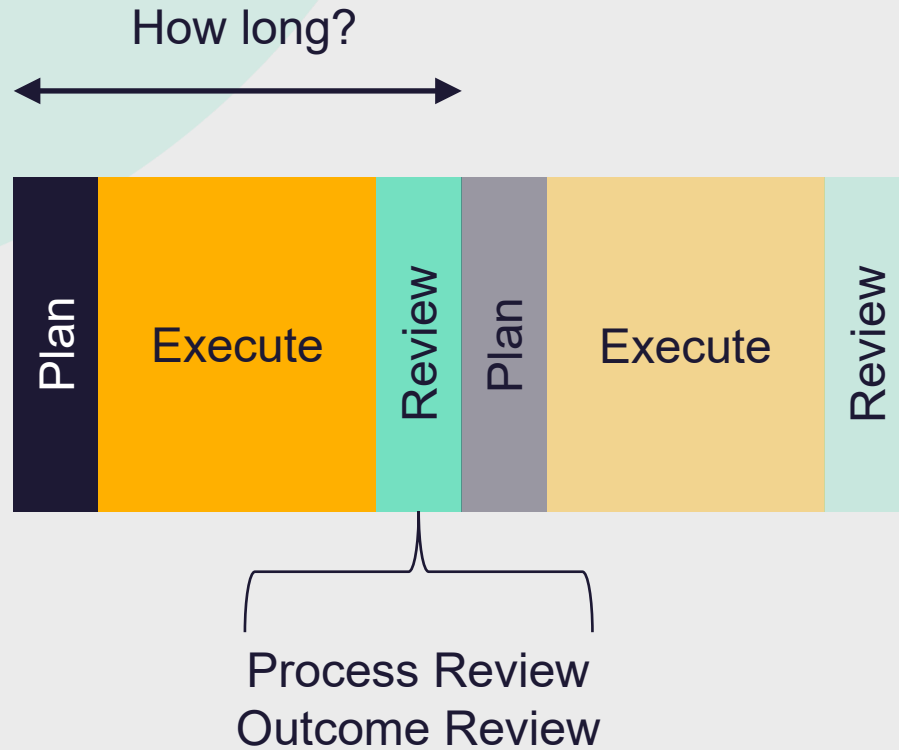 How long?
Plan
Execute
Review
Plan
Execute
Review
Process Review
Outcome Review